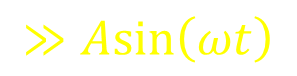 ≫ Asin(ωt)